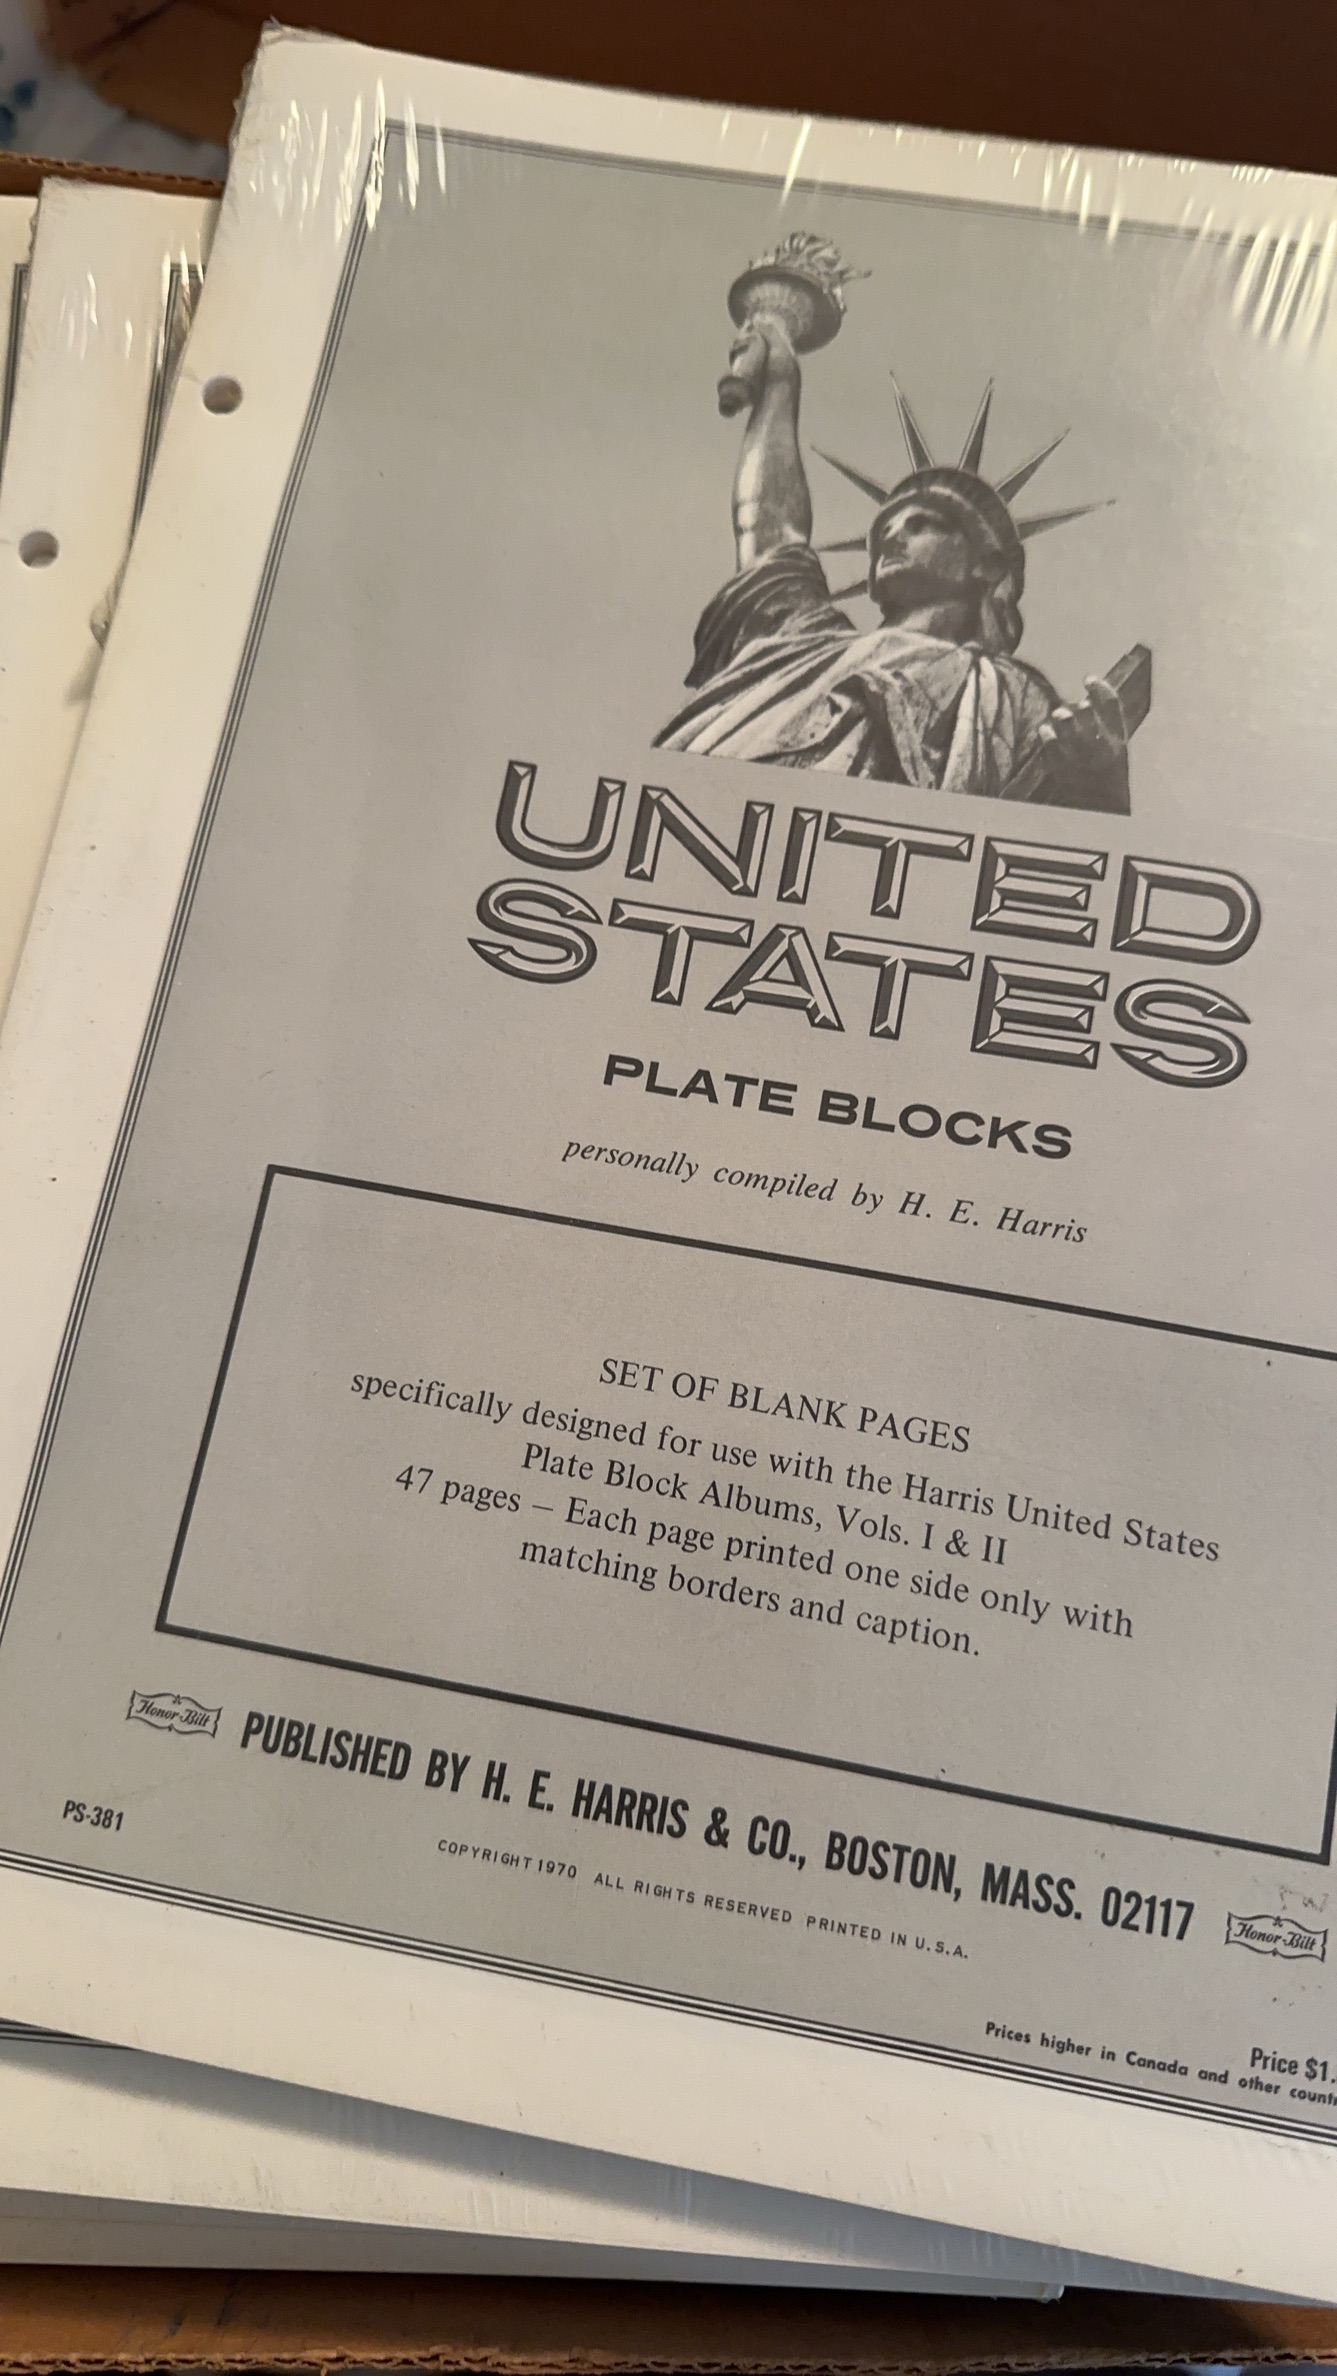 UNITED
STATES
PLATE BLOCKS
personally compiled by H. E. Harris
SET OF BLANK PAGES
specifically designed for use with the Harris United States
Plate Block Albums, Vols. I & II
47 pages – Each page printed one side only with
matching borders and caption.
Honor-Bilt
PUBLISHED BY H. E. HARRIS & CO., BOSTON, MASS. 02117
Honor-Bilt
PS-381
COPYRIGHT 1970 ALL RIGHTS RESERVED PRINTED IN U.S.A.
Price $1.
Prices higher in Canada and other